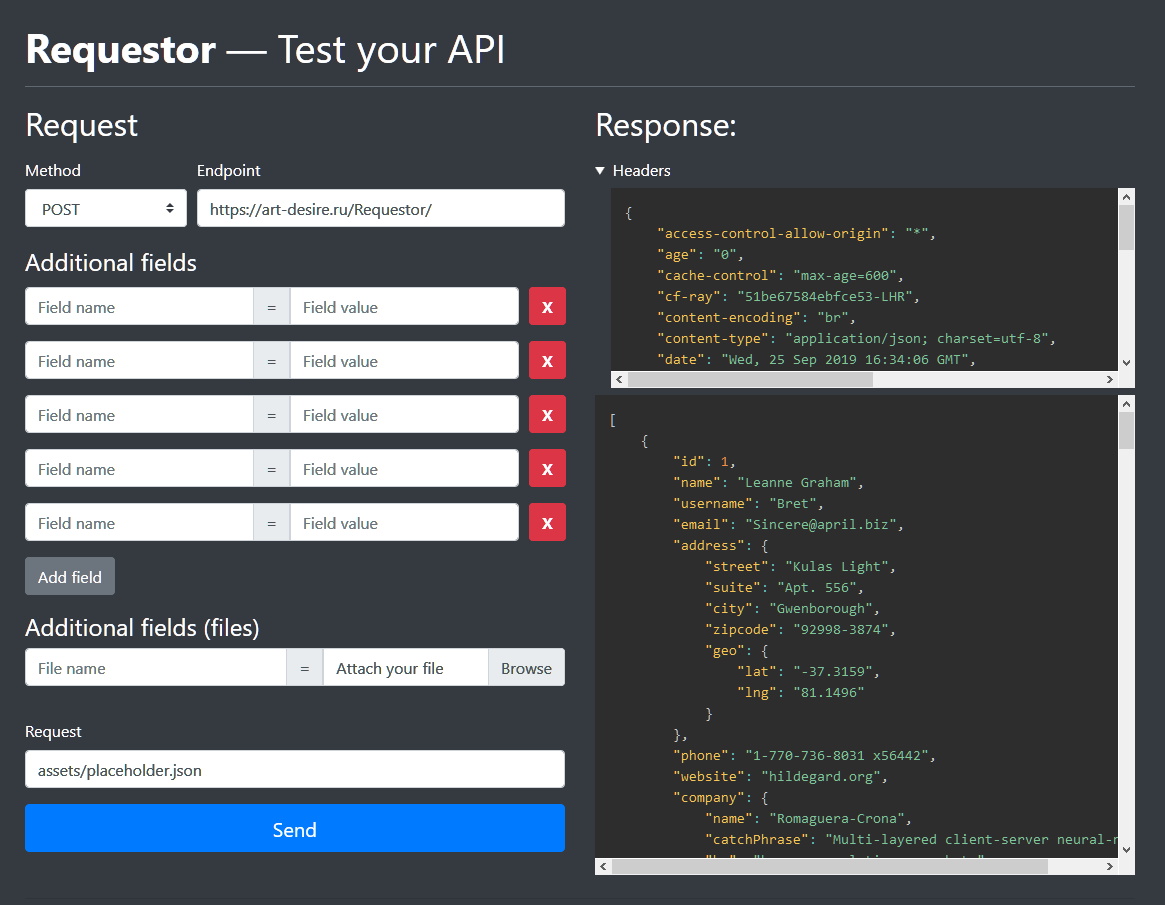 Requestor — Test your API
Request
Method
Endpoint
POST
https://art-desire.ru/Requestor/
Additional fields
Field name = Field value X
Field name = Field value X
Field name = Field value X
Field name = Field value X
Field name = Field value X
Add field
Additional fields (files)
File name = Attach your file Browse
Request
assets/placeholder.json
Send
Response:
▼ Headers
{
"access-control-allow-origin": "*",
"age": "0",
"cache-control": "max-age=600",
"cf-ray": "51be67584ebfce53-LHR",
"content-encoding": "br",
"content-type": "application/json; charset=utf-8",
"date": "Wed, 25 Sep 2019 16:34:06 GMT",
[
{
"id": 1,
"name": "Leanne Graham",
"username": "Bret",
"email": "Sincere@april.biz",
"address": {
"street": "Kulas Light",
"suite": "Apt. 556",
"city": "Gwenborough",
"zipcode": "92998-3874",
"geo": {
"lat": "-37.3159",
"lng": "81.1496"
}
},
"phone": "1-770-736-8031 x56442",
"website": "hildegard.org",
"company": {
"name": "Romaguera-Crona",
"catchPhrase": "Multi-layered client-server